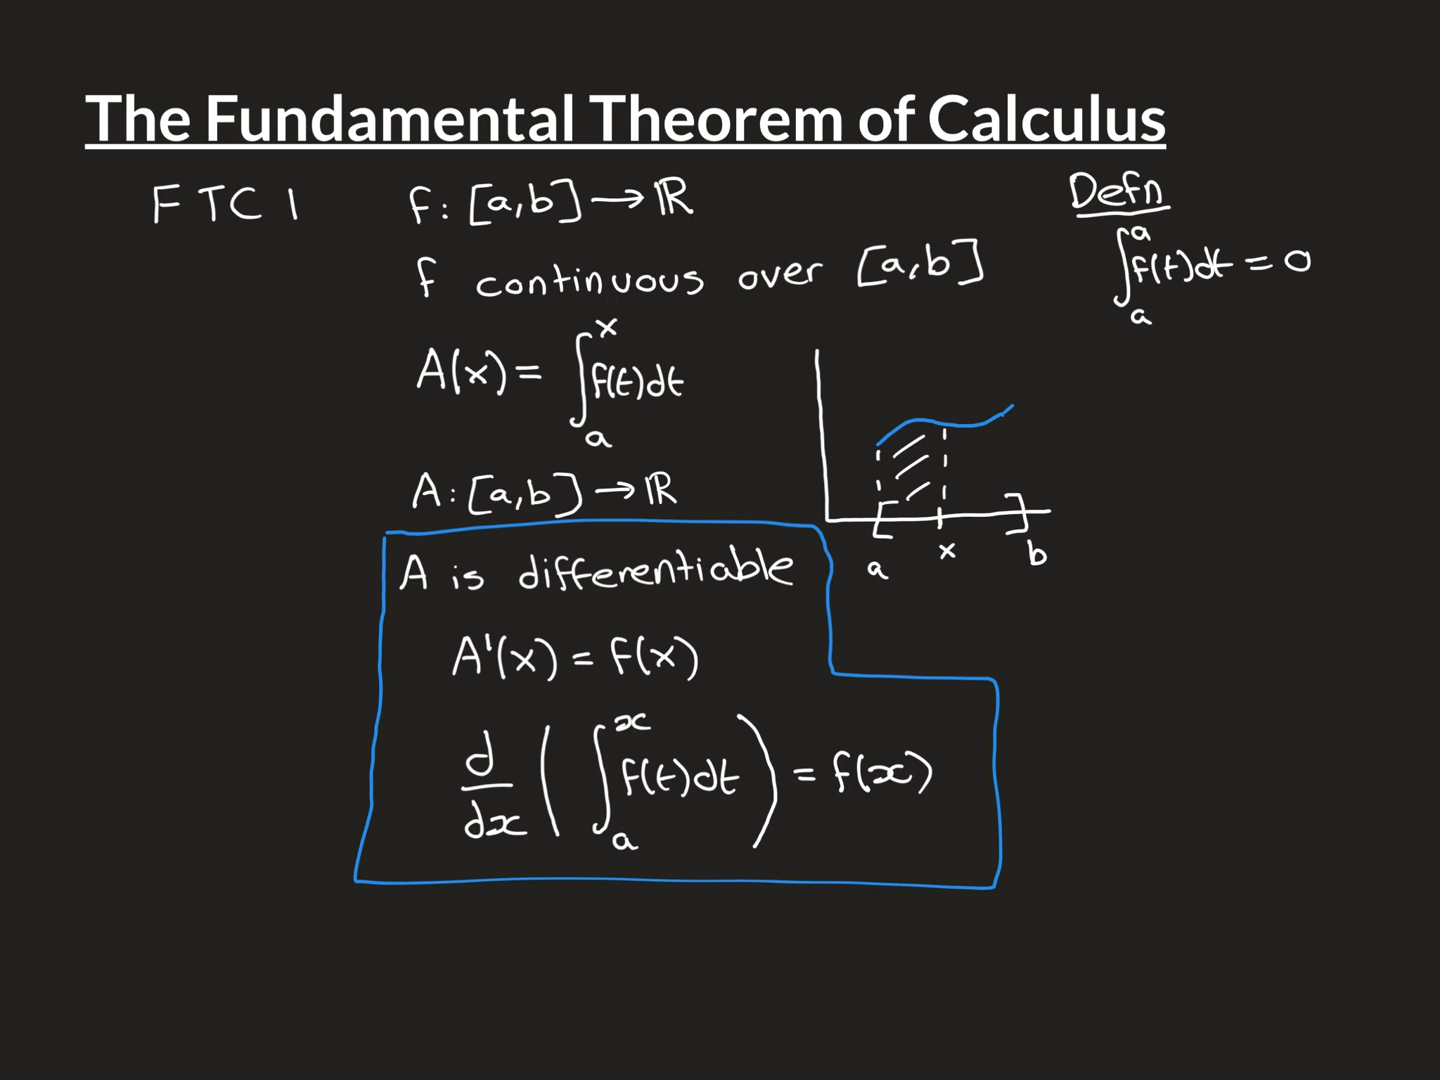 The Fundamental Theorem of Calculus
FTC 1
f: [a,b] → ℝ
f continuous over [a,b]
A(x) = ∫ₐˣ f(t)dt
A: [a,b] → ℝ
A is differentiable
A'(x) = f(x)
d/dx ( ∫ₐˣ f(t)dt ) = f(x)
Defn
∫ₐᵃ f(t)dt = 0
a x b